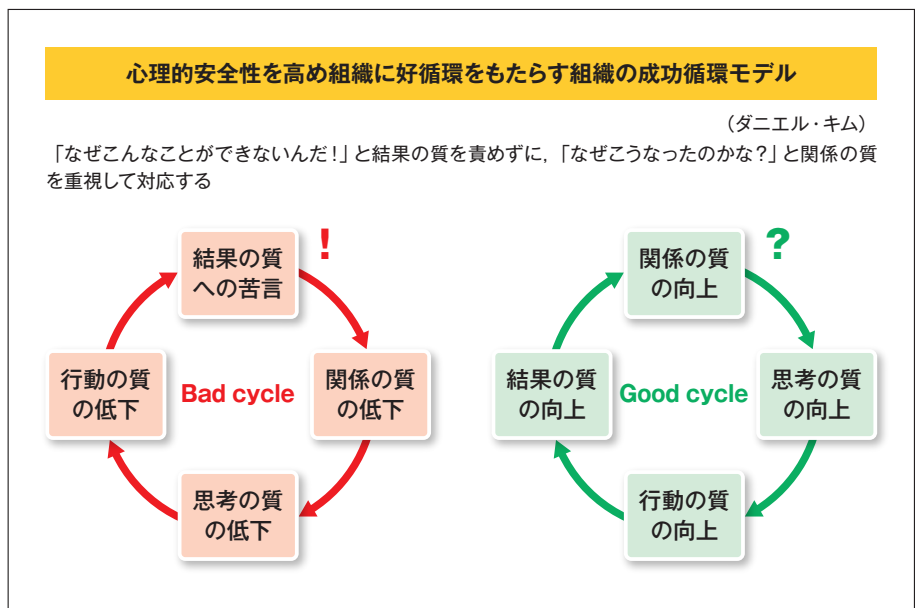 心理的安全性を高め組織に好循環をもたらす組織の成功循環モデル
（ダニエル・キム）
「なぜこんなことができないんだ！」と結果の質を責めずに，「なぜこうなったのかな？」と関係の質
を重視して対応する
！
結果の質
への苦言
行動の質
の低下
Bad cycle
関係の質
の低下
思考の質
の低下
？
関係の質
の向上
結果の質
の向上
Good cycle
思考の質
の向上
行動の質
の向上